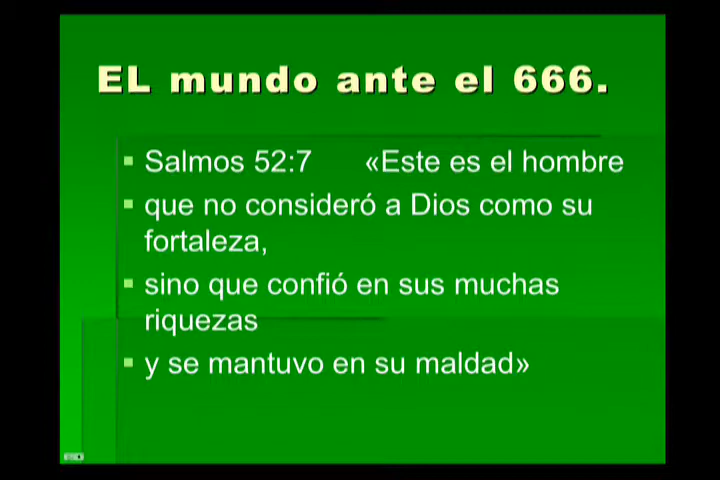 EL mundo ante el 666.
Salmos 52:7 «Este es el hombre
que no consideró a Dios como su
fortaleza,
sino que confió en sus muchas
riquezas
y se mantuvo en su maldad»